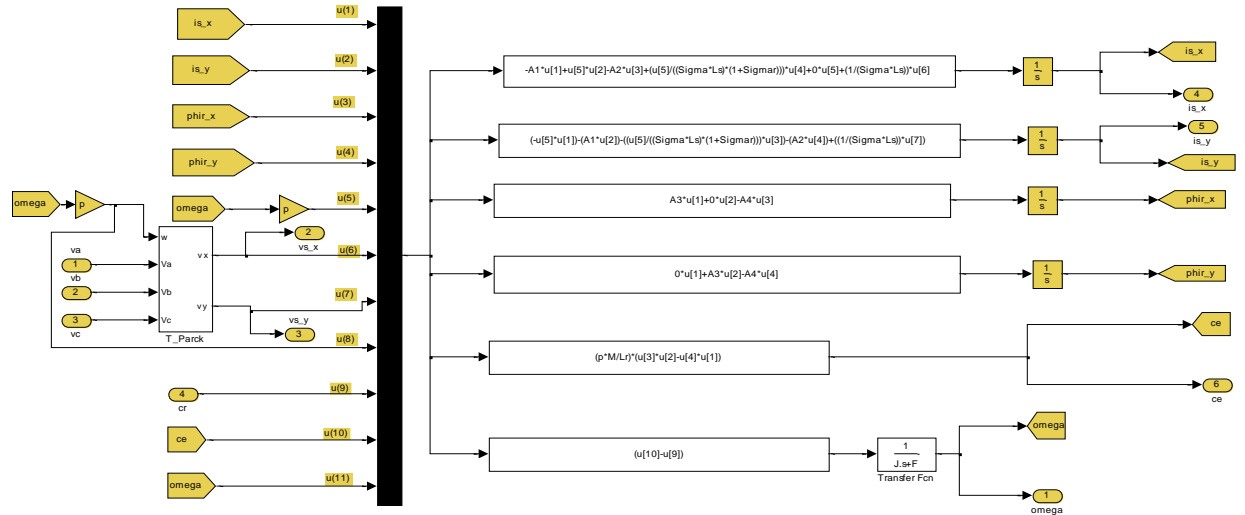 is_x
u(1)
is_y
u(2)
phir_x
u(3)
phir_y
u(4)
omega
p
omega
p
u(5)
va
1
vb
2
3
vc
w
Va
Vb
Vc
vx
vy
T_Parck
2
vs_x
u(6)
u(7)
vs_y
3
u(8)
4
cr
u(9)
ce
u(10)
omega
u(11)
-A1*u[1]+u[5]*u[2]-A2*u[3]+(u[5]/((Sigma*Ls)*(1+Sigmar)))*u[4]+0*u[5]+(1/(Sigma*Ls))*u[6]
1
s
is_x
4
is_x
(-u[5]*u[1])-(A1*u[2])-((u[5]/((Sigma*Ls)*(1+Sigmar)))*u[3])-(A2*u[4])+((1/(Sigma*Ls))*u[7])
1
s
5
is_y
is_y
A3*u[1]+0*u[2]-A4*u[3]
1
s
phir_x
0*u[1]+A3*u[2]-A4*u[4]
1
s
phir_y
(p*M/Lr)*(u[3]*u[2]-u[4]*u[1])
ce
6
ce
(u[10]-u[9])
1
J.s+F
Transfer Fcn
omega
1
omega